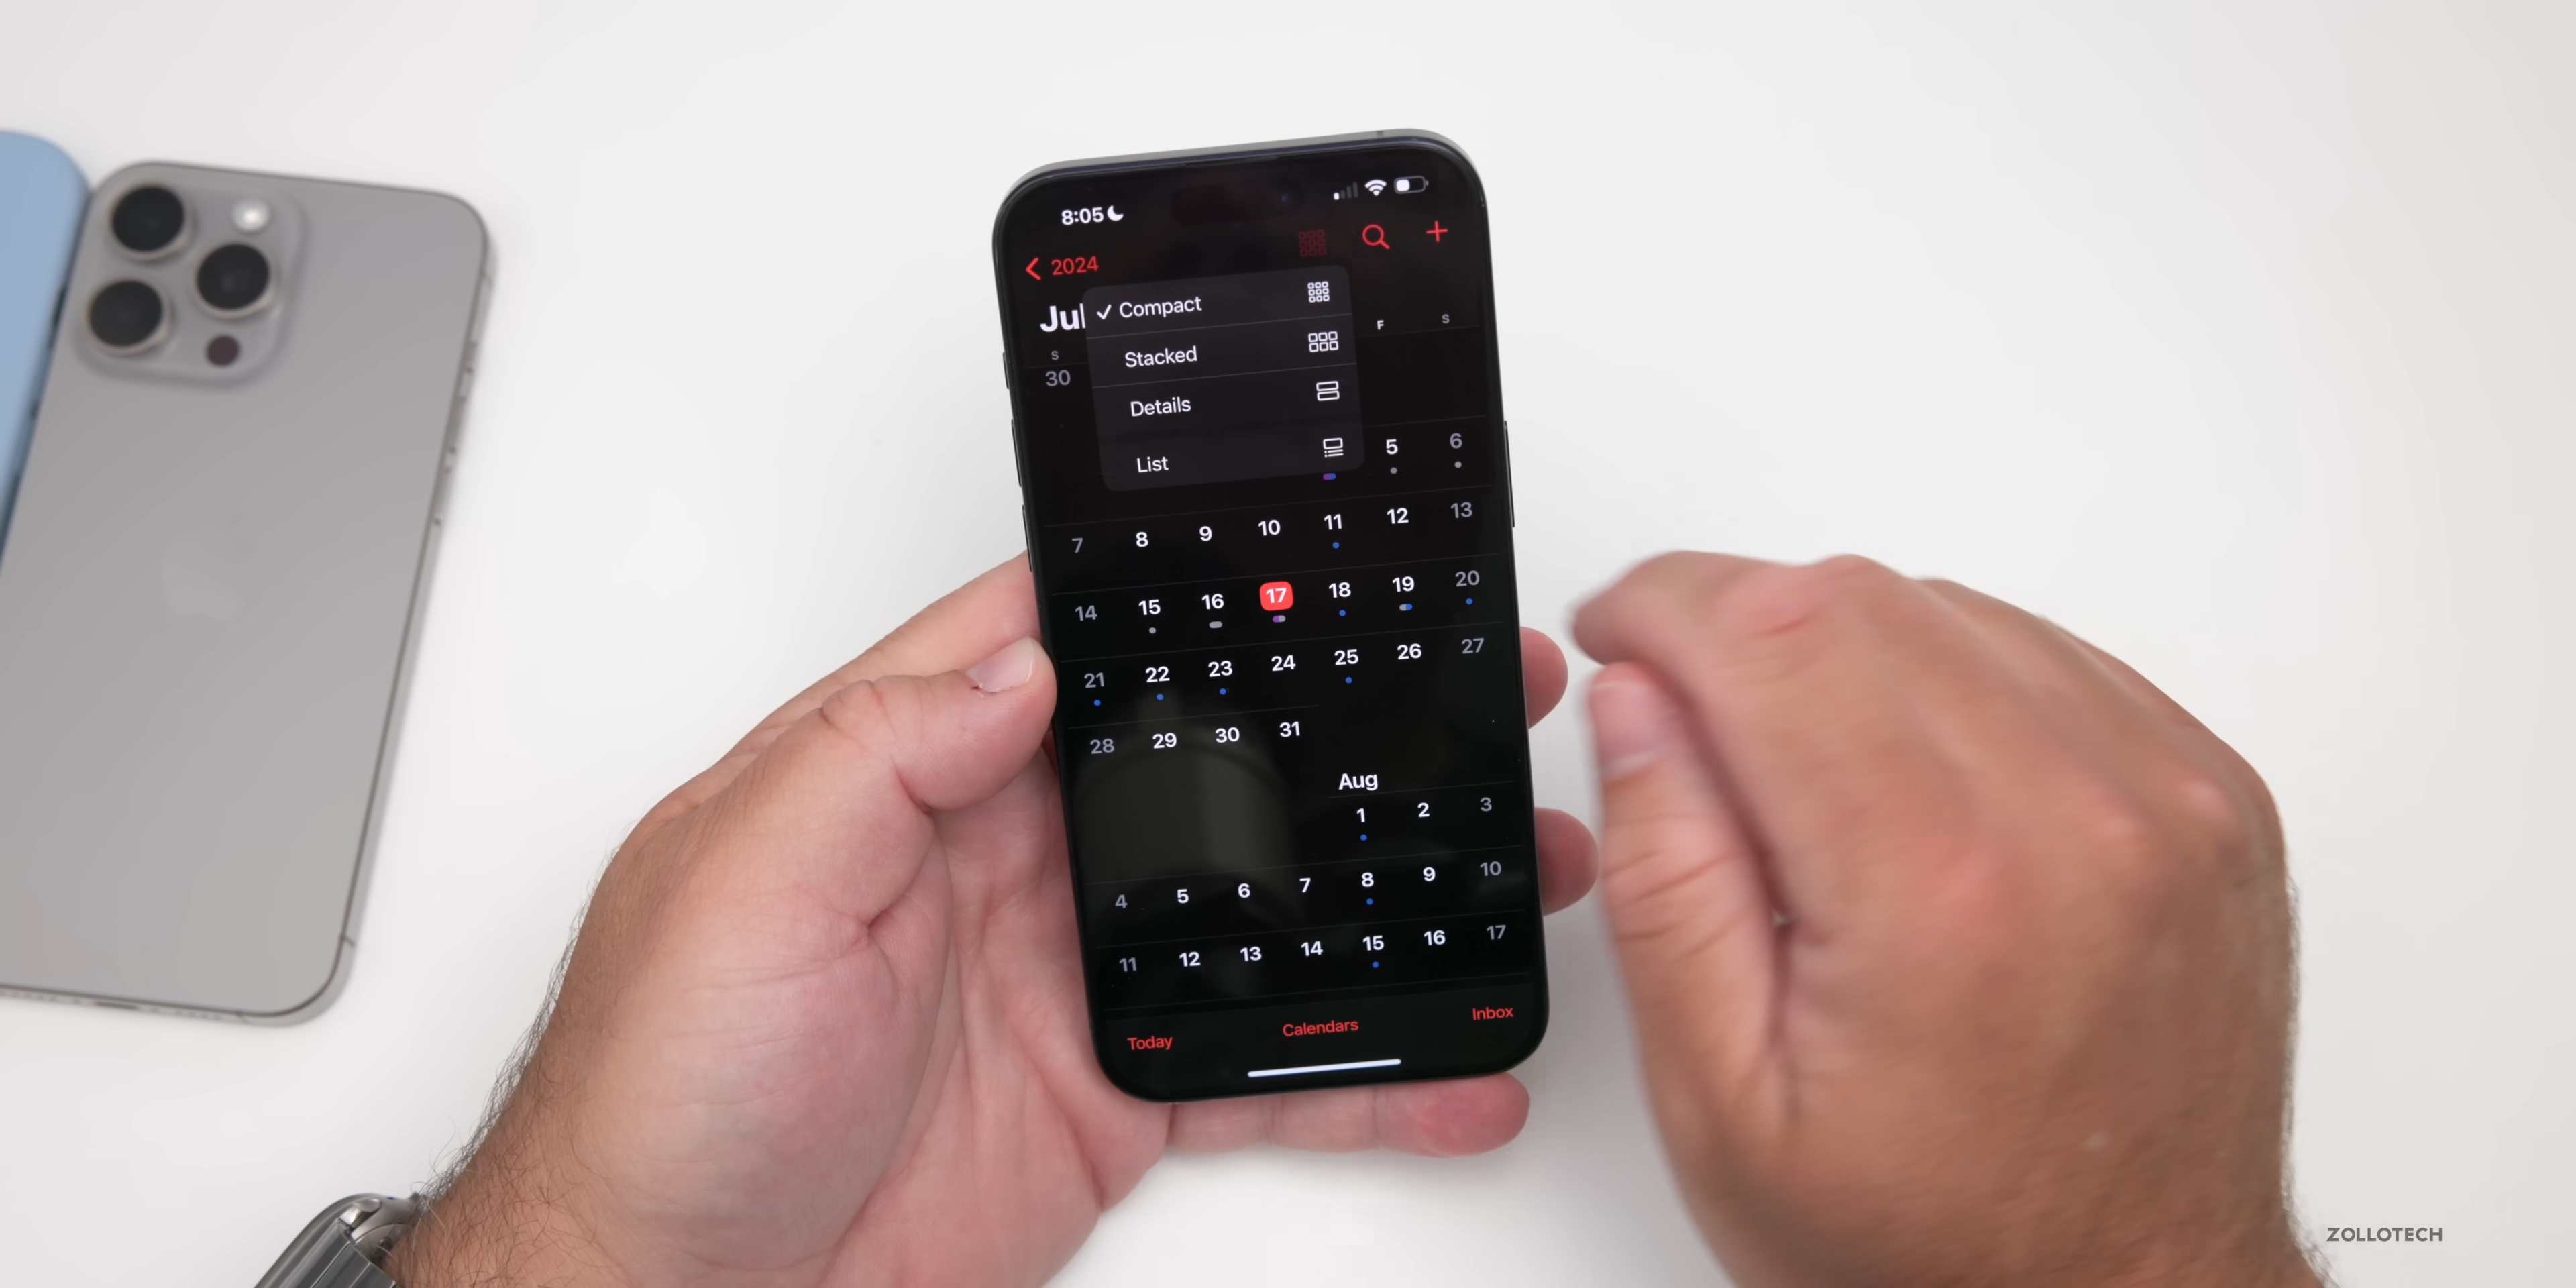 8:05
2024
Jul
✓ Compact
Stacked
Details
List
S F S
30
5 6
7 8 9 10 11 12 13
14 15 16 17 18 19 20
21 22 23 24 25 26 27
28 29 30 31
Aug
1 2 3
4 5 6 7 8 9 10
11 12 13 14 15 16 17
Today Calendars Inbox
ZOLLOTECH